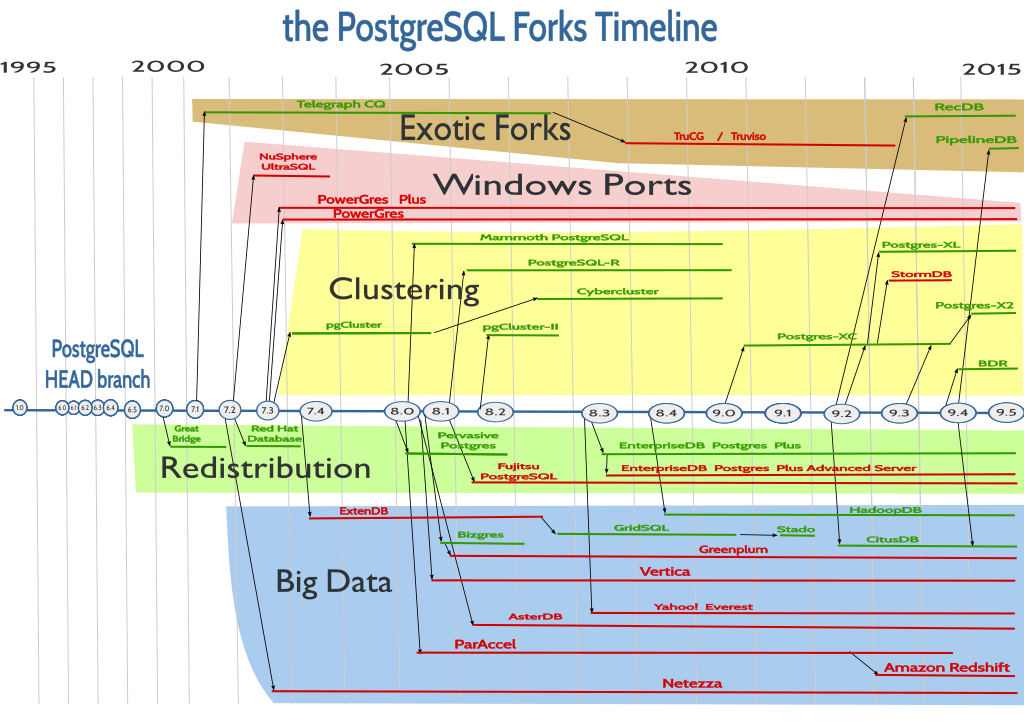 the PostgreSQL Forks Timeline
1995 2000 2005 2010 2015
Telegraph CQ
RecDB
Exotic Forks
TruCG / Truviso
PipelineDB
NuSphere
UltraSQL
Windows Ports
PowerGres Plus
PowerGres
Mammoth PostgreSQL
Postgres-XL
PostgreSQL-R
StormDB
Clustering
Cybercluster
Postgres-X2
pgCluster
pgCluster-II
Postgres-XC
BDR
PostgreSQL
HEAD branch
1.0 6.0 6.1 6.2 6.3 6.4 6.5 7.0 7.1 7.2 7.3 7.4 8.0 8.1 8.2 8.3 8.4 9.0 9.1 9.2 9.3 9.4 9.5
Great
Bridge
Red Hat
Database
Pervasive
Postgres
EnterpriseDB Postgres Plus
Redistribution
Fujitsu
PostgreSQL
EnterpriseDB Postgres Plus Advanced Server
ExtenDB
HadoopDB
GridSQL
Stado
Bizgres
CitusDB
Greenplum
Big Data
Vertica
Yahoo! Everest
AsterDB
ParAccel
Amazon Redshift
Netezza